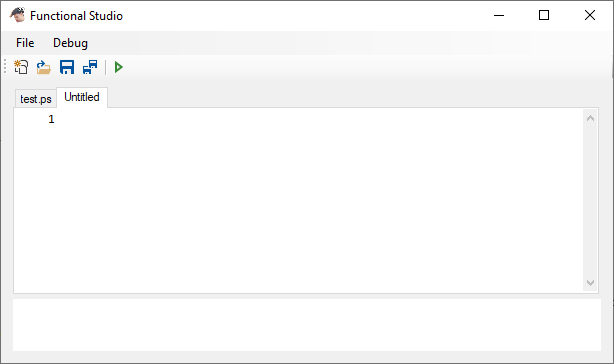 Functional Studio
File Debug
test.ps Untitled
1